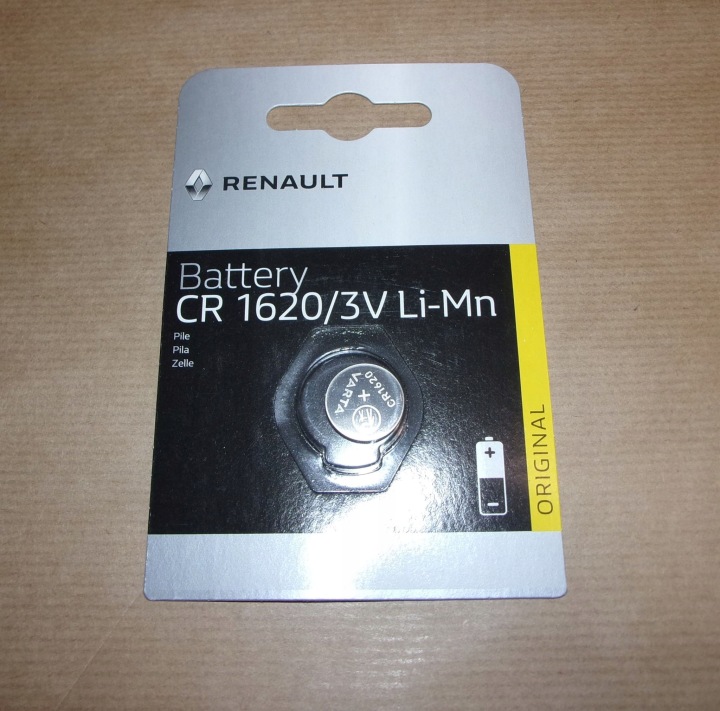 RENAULT
Battery
CR 1620/3V Li-Mn
Pile
Pila
Zelle
CR1620
VARTA
+
+
−
ORIGINAL